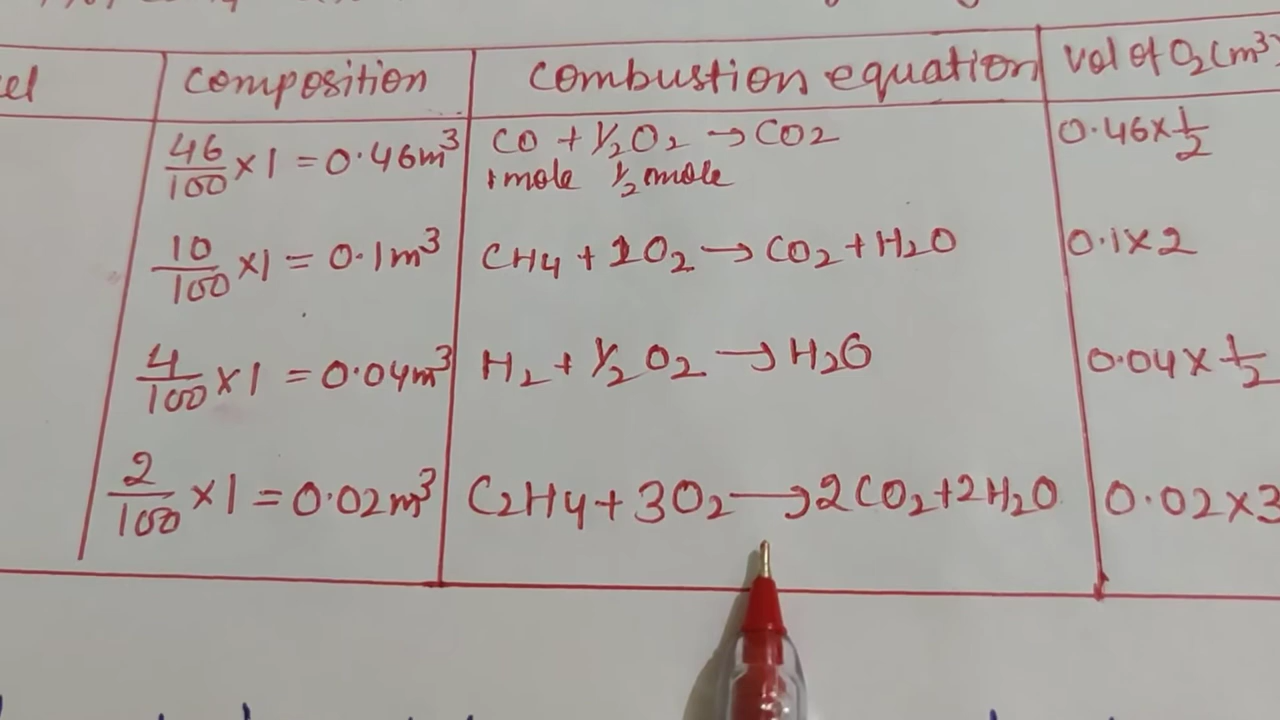 el composition combustion equation vol of O₂ (m³)
46/100 × 1 = 0.46m³ CO + ½O₂ → CO2 0.46 × ½
1 mole ½ mole
10/100 × 1 = 0.1m³ CH4 + 2O₂ → CO₂ + H₂O 0.1 × 2
4/100 × 1 = 0.04m³ H₂ + ½ O₂ → H₂O 0.04 × ½
2/100 × 1 = 0.02m³ C2H4 + 3O₂ → 2CO₂ + 2H₂O 0.02 × 3